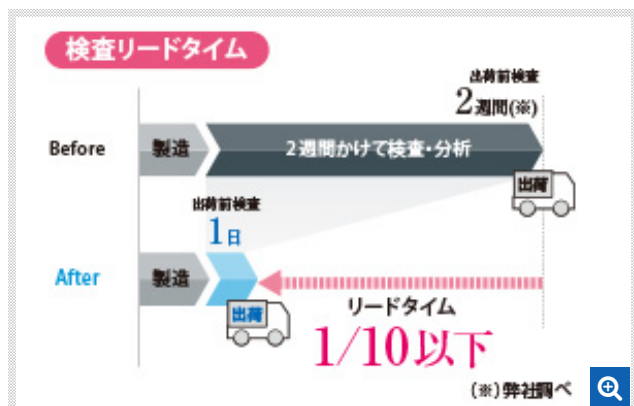 検査リードタイム
出荷前検査
2週間(※)
Before
製造
2週間かけて検査・分析
出荷
出荷前検査
1日
After
製造
出荷
リードタイム
1/10以下
(※)弊社調べ